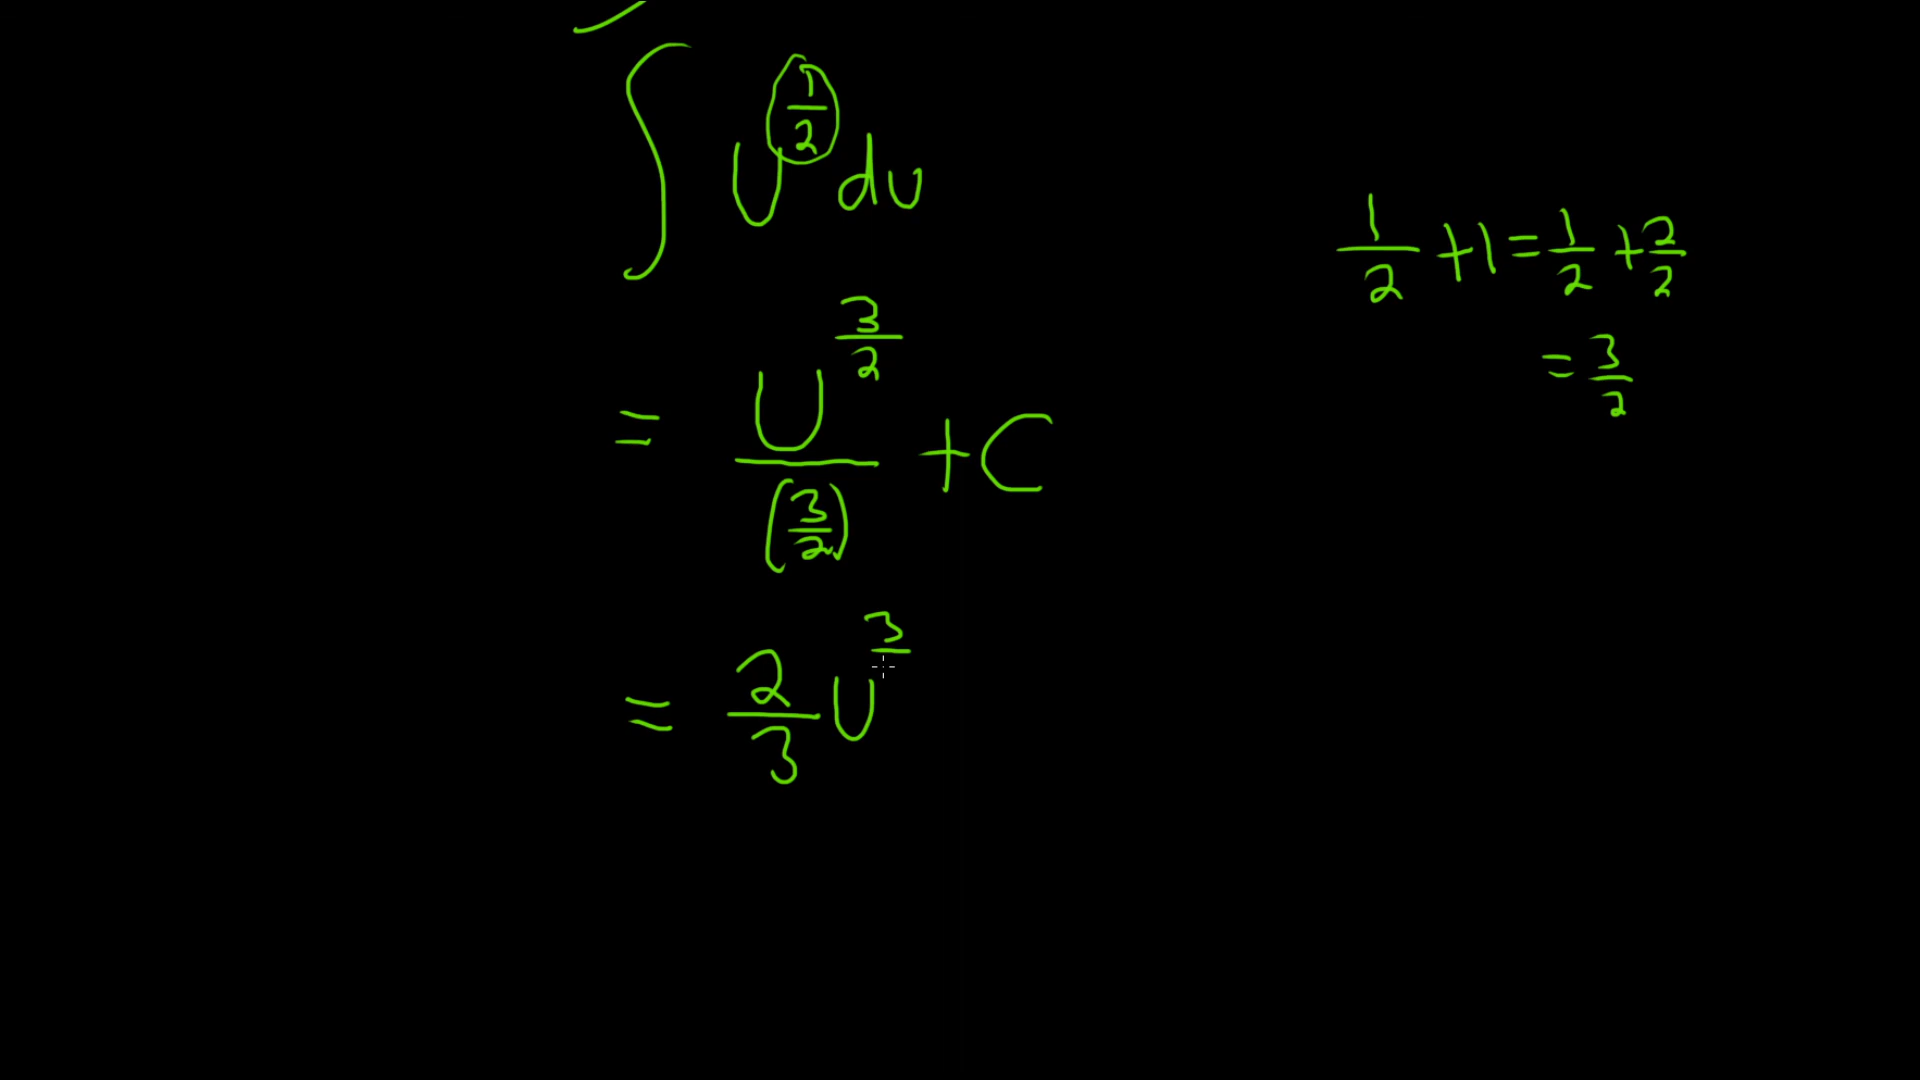 ∫ U^(1/2) du
1/2 + 1 = 1/2 + 2/2
= 3/2
= U^(3/2) / (3/2) + C
= 2/3 U^(3/